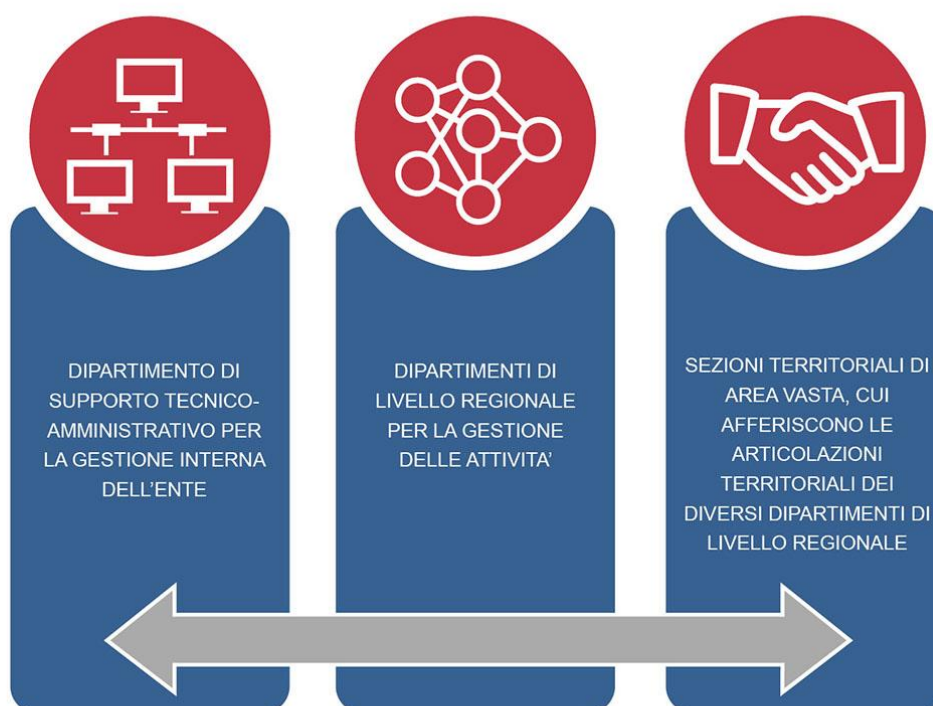 DIPARTIMENTO DI
SUPPORTO TECNICO-
AMMINISTRATIVO PER
LA GESTIONE INTERNA
DELL'ENTE
DIPARTIMENTI DI
LIVELLO REGIONALE
PER LA GESTIONE
DELLE ATTIVITA'
SEZIONI TERRITORIALI DI
AREA VASTA, CUI
AFFERISCONO LE
ARTICOLAZIONI
TERRITORIALI DEI
DIVERSI DIPARTIMENTI DI
LIVELLO REGIONALE